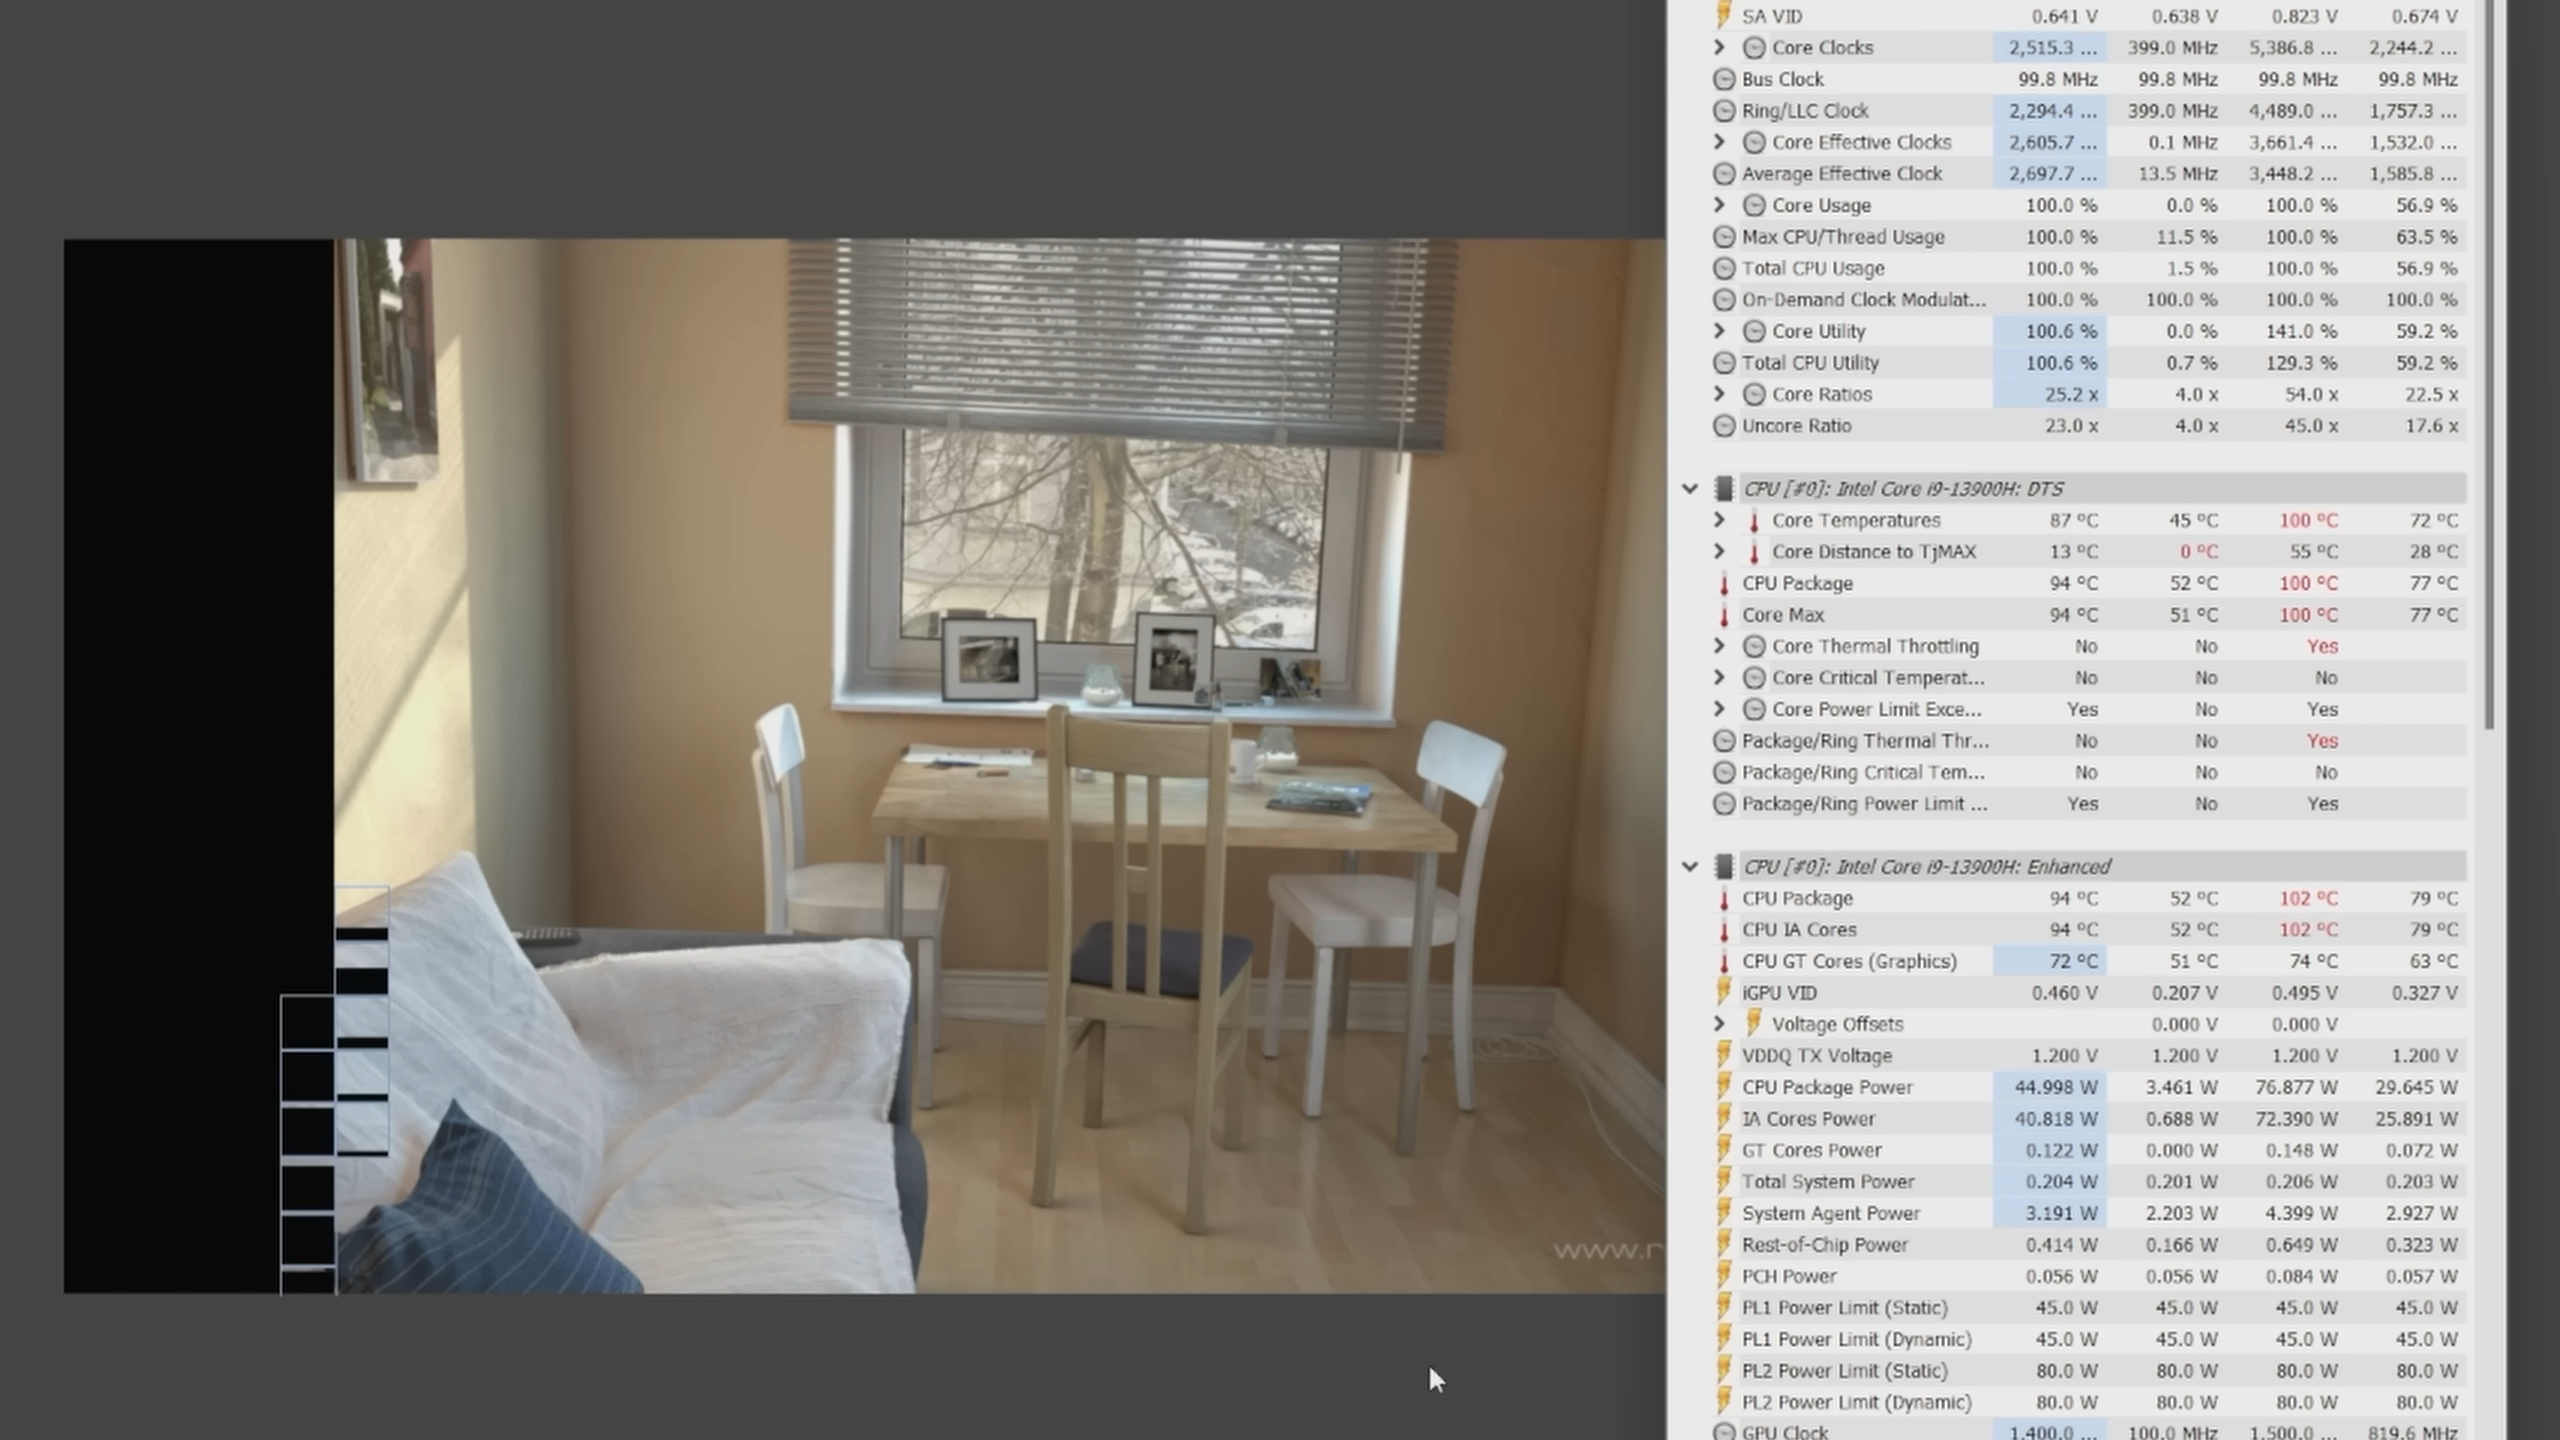 SA VID 0.641 V 0.638 V 0.823 V 0.674 V
Core Clocks 2,515.3 ... 399.0 MHz 5,386.8 ... 2,244.2 ...
Bus Clock 99.8 MHz 99.8 MHz 99.8 MHz 99.8 MHz
Ring/LLC Clock 2,294.4 ... 399.0 MHz 4,489.0 ... 1,757.3 ...
Core Effective Clocks 2,605.7 ... 0.1 MHz 3,661.4 ... 1,532.0 ...
Average Effective Clock 2,697.7 ... 13.5 MHz 3,448.2 ... 1,585.8 ...
Core Usage 100.0 % 0.0 % 100.0 % 56.9 %
Max CPU/Thread Usage 100.0 % 11.5 % 100.0 % 63.5 %
Total CPU Usage 100.0 % 1.5 % 100.0 % 56.9 %
On-Demand Clock Modulat... 100.0 % 100.0 % 100.0 % 100.0 %
Core Utility 100.6 % 0.0 % 141.0 % 59.2 %
Total CPU Utility 100.6 % 0.7 % 129.3 % 59.2 %
Core Ratios 25.2 x 4.0 x 54.0 x 22.5 x
Uncore Ratio 23.0 x 4.0 x 45.0 x 17.6 x
CPU [#0]: Intel Core i9-13900H: DTS
Core Temperatures 87 °C 45 °C 100 °C 72 °C
Core Distance to TjMAX 13 °C 0 °C 55 °C 28 °C
CPU Package 94 °C 52 °C 100 °C 77 °C
Core Max 94 °C 51 °C 100 °C 77 °C
Core Thermal Throttling No No Yes
Core Critical Temperat... No No No
Core Power Limit Exce... Yes No Yes
Package/Ring Thermal Thr... No No Yes
Package/Ring Critical Tem... No No No
Package/Ring Power Limit ... Yes No Yes
CPU [#0]: Intel Core i9-13900H: Enhanced
CPU Package 94 °C 52 °C 102 °C 79 °C
CPU IA Cores 94 °C 52 °C 102 °C 79 °C
CPU GT Cores (Graphics) 72 °C 51 °C 74 °C 63 °C
iGPU VID 0.460 V 0.207 V 0.495 V 0.327 V
Voltage Offsets 0.000 V 0.000 V
VDDQ TX Voltage 1.200 V 1.200 V 1.200 V 1.200 V
CPU Package Power 44.998 W 3.461 W 76.877 W 29.645 W
IA Cores Power 40.818 W 0.688 W 72.390 W 25.891 W
GT Cores Power 0.122 W 0.000 W 0.148 W 0.072 W
Total System Power 0.204 W 0.201 W 0.206 W 0.203 W
System Agent Power 3.191 W 2.203 W 4.399 W 2.927 W
Rest-of-Chip Power 0.414 W 0.166 W 0.649 W 0.323 W
PCH Power 0.056 W 0.056 W 0.084 W 0.057 W
PL1 Power Limit (Static) 45.0 W 45.0 W 45.0 W 45.0 W
PL1 Power Limit (Dynamic) 45.0 W 45.0 W 45.0 W 45.0 W
PL2 Power Limit (Static) 80.0 W 80.0 W 80.0 W 80.0 W
PL2 Power Limit (Dynamic) 80.0 W 80.0 W 80.0 W 80.0 W
GPU Clock 1,400.0 ... 100.0 MHz 1,500.0 ... 819.6 MHz
www.r